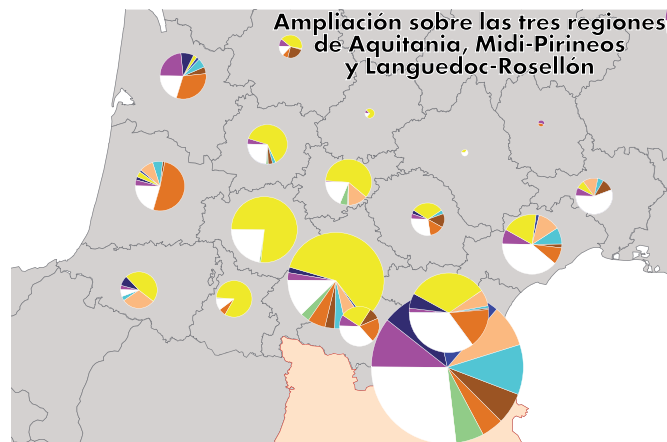 Ampliación sobre las tres regiones
de Aquitania, Midi-Pirineos
y Languedoc-Rosellón